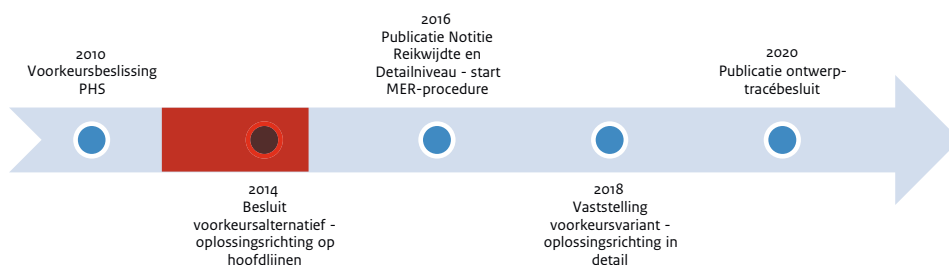 2010
Voorkeursbeslissing
PHS
2014
Besluit
voorkeursalternatief -
oplossingsrichting op
hoofdlijnen
2016
Publicatie Notitie
Reikwijdte en
Detailniveau - start
MER-procedure
2018
Vaststelling
voorkeursvariant -
oplossingsrichting in
detail
2020
Publicatie ontwerp-
tracébesluit